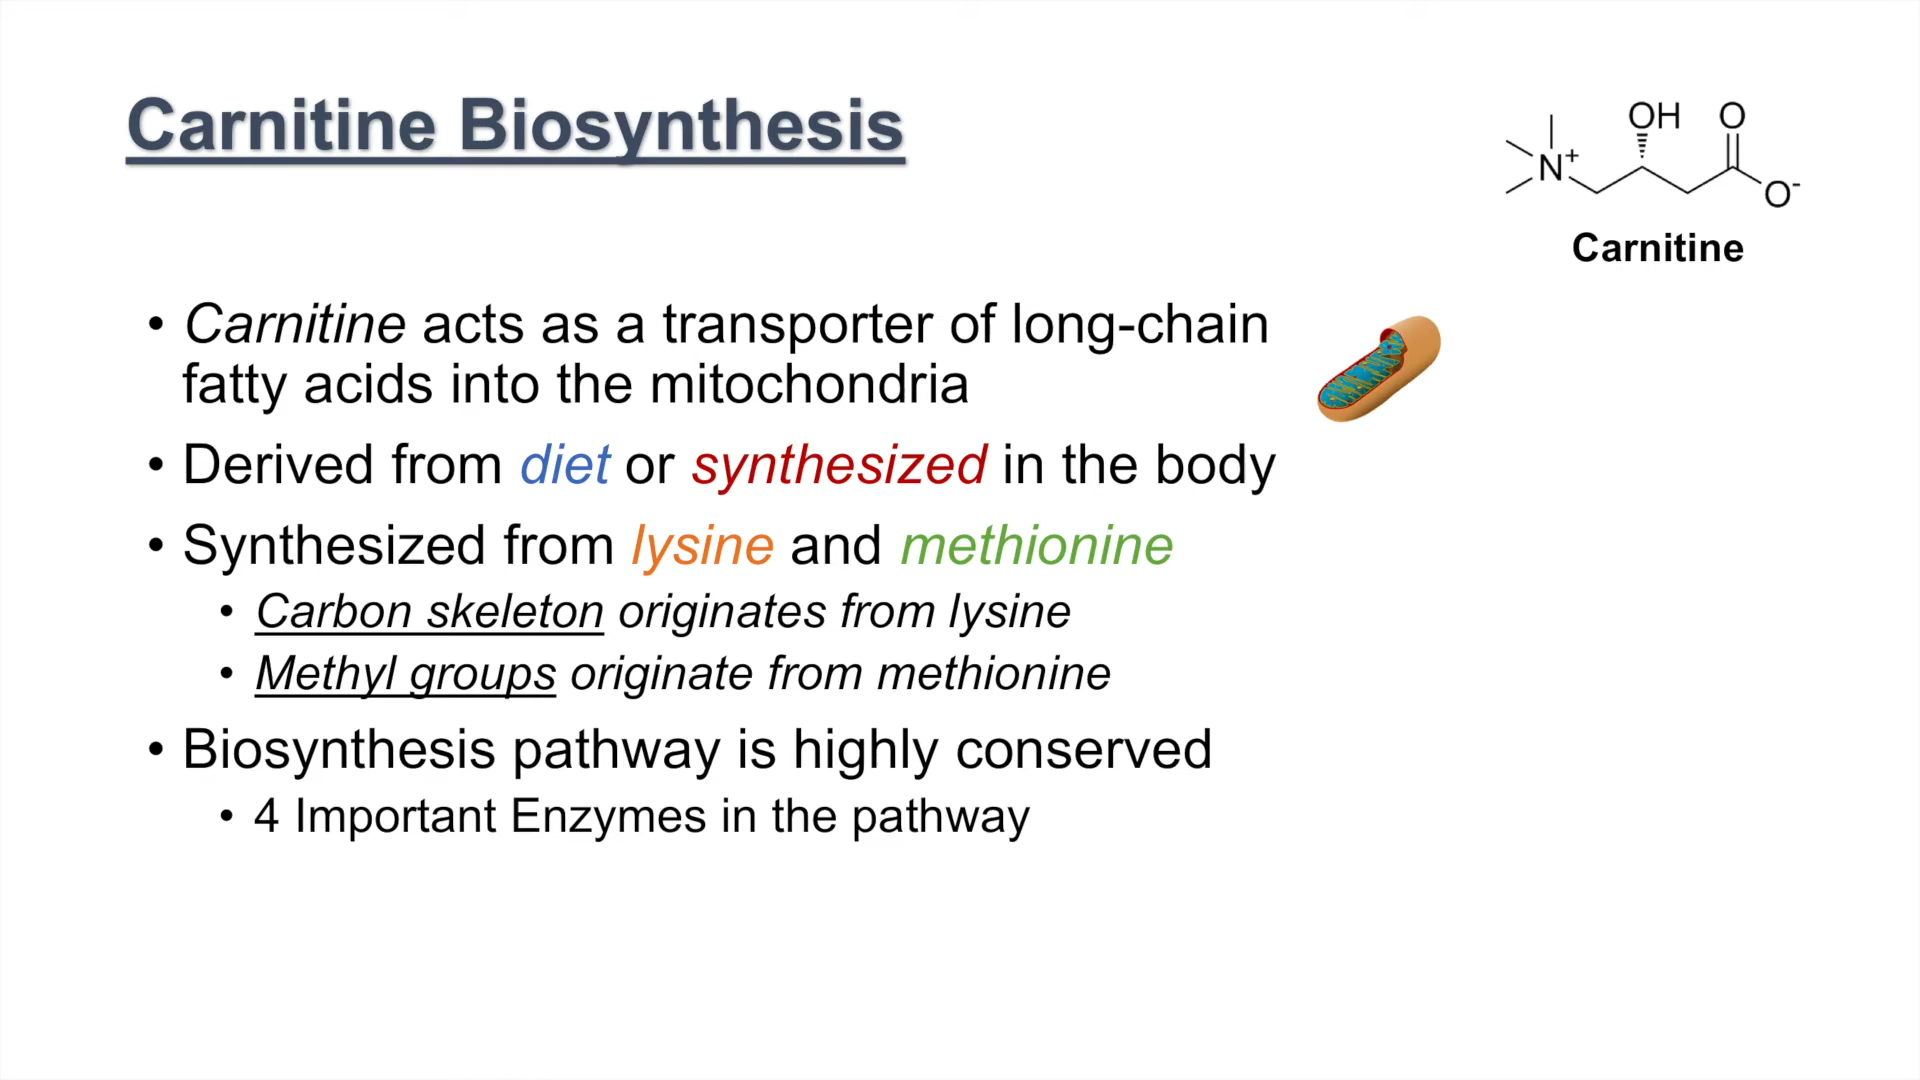 Carnitine Biosynthesis
OH O
N+
O-
Carnitine
• Carnitine acts as a transporter of long-chain
fatty acids into the mitochondria
• Derived from diet or synthesized in the body
• Synthesized from lysine and methionine
• Carbon skeleton originates from lysine
• Methyl groups originate from methionine
• Biosynthesis pathway is highly conserved
• 4 Important Enzymes in the pathway